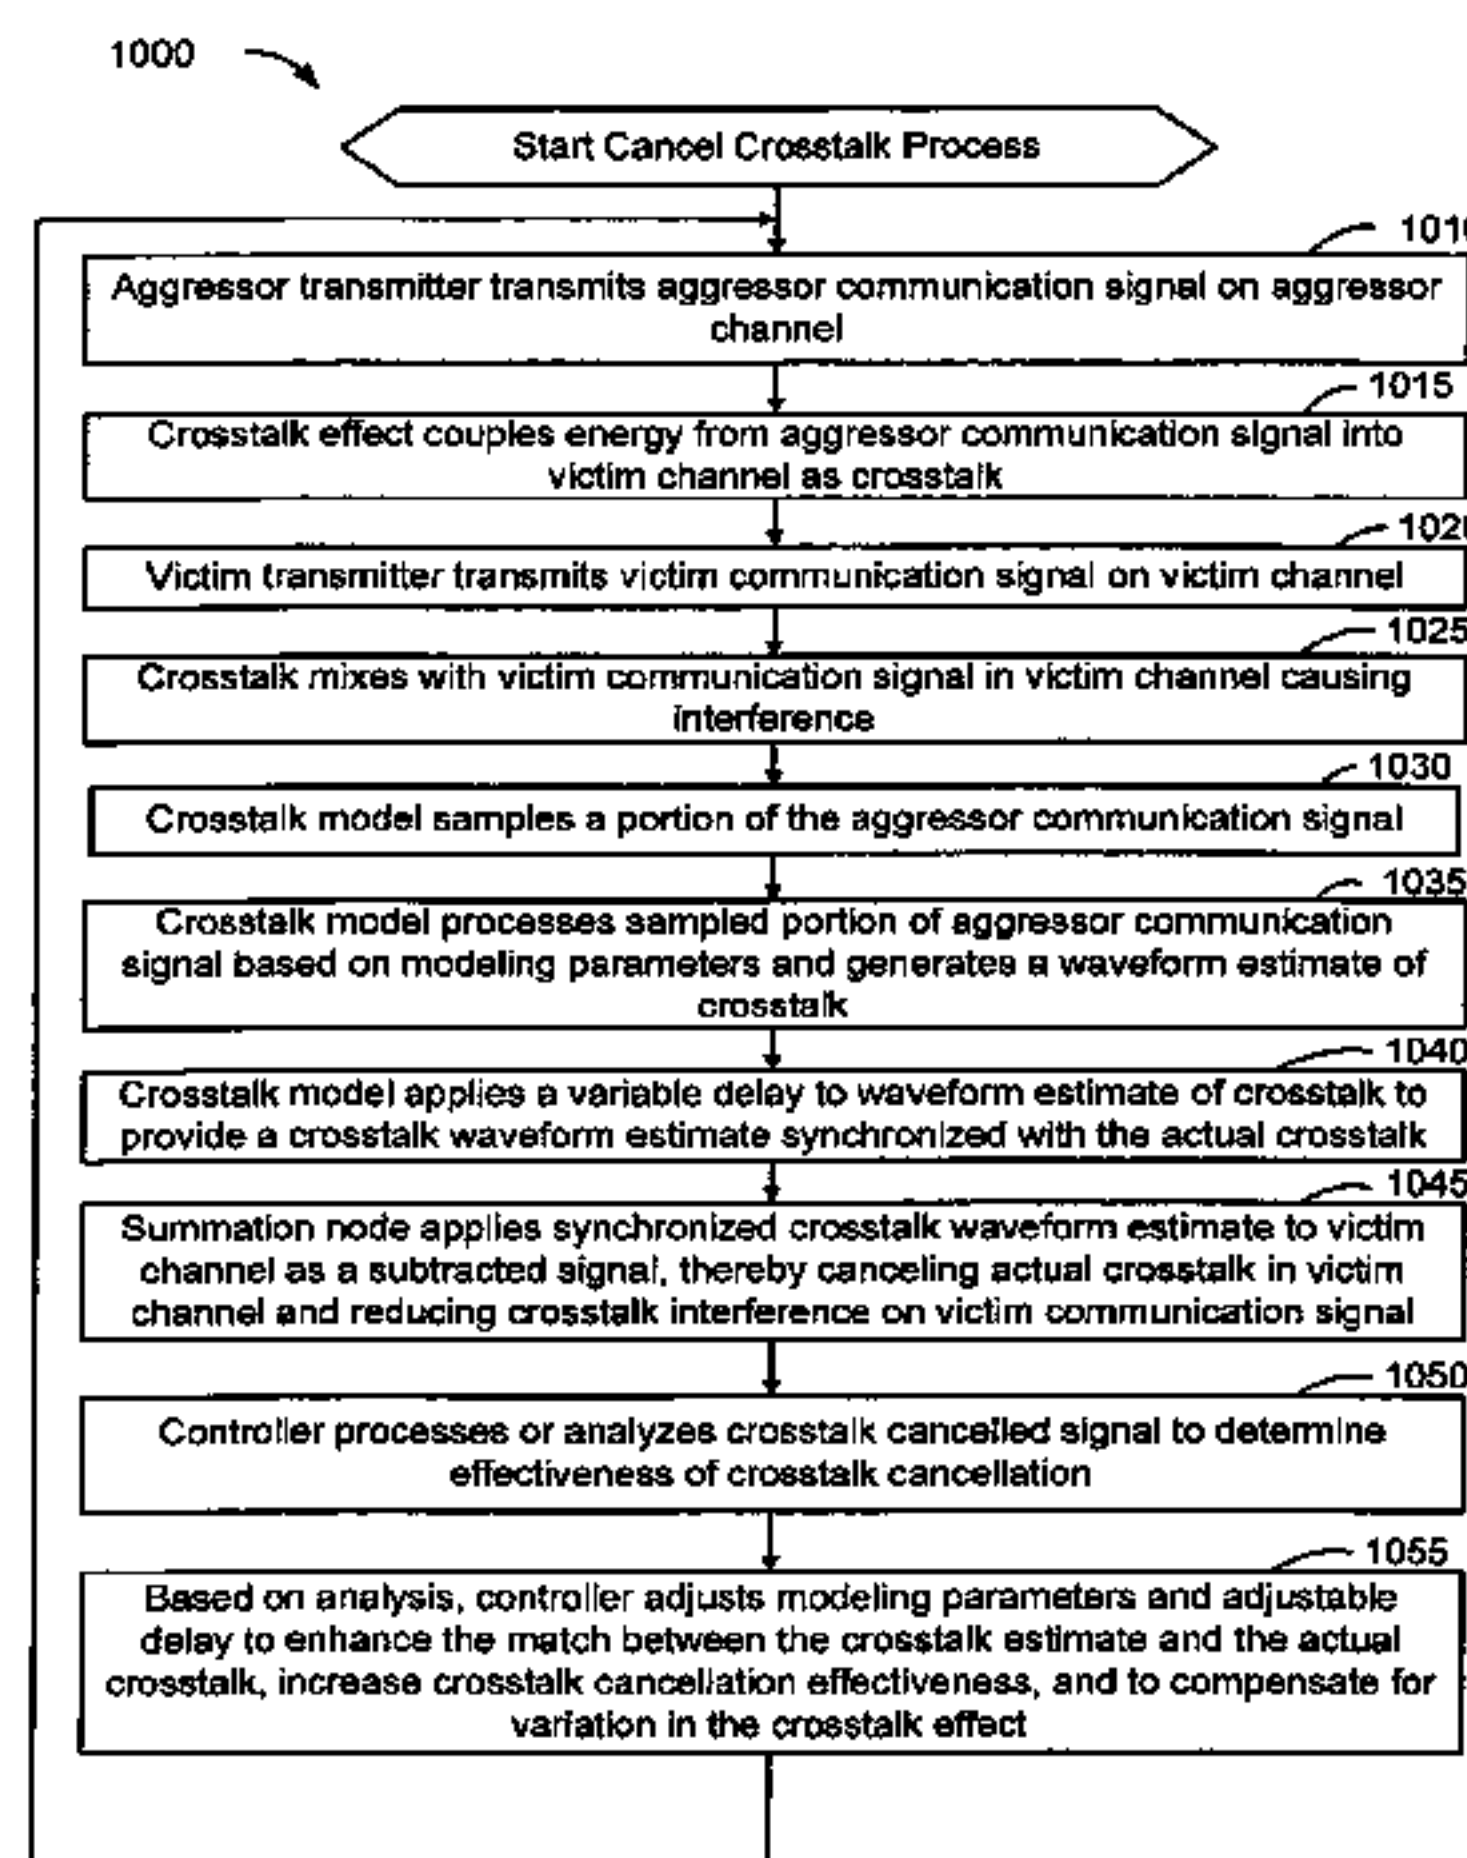 1000
Start Cancel Crosstalk Process
1010
Aggressor transmitter transmits aggressor communication signal on aggressor
channel
1015
Crosstalk effect couples energy from aggressor communication signal into
victim channel as crosstalk
1020
Victim transmitter transmits victim communication signal on victim channel
1025
Crosstalk mixes with victim communication signal in victim channel causing
interference
1030
Crosstalk model samples a portion of the aggressor communication signal
1035
Crosstalk model processes sampled portion of aggressor communication
signal based on modeling parameters and generates a waveform estimate of
crosstalk
1040
Crosstalk model applies a variable delay to waveform estimate of crosstalk to
provide a crosstalk waveform estimate synchronized with the actual crosstalk
1045
Summation node applies synchronized crosstalk waveform estimate to victim
channel as a subtracted signal, thereby canceling actual crosstalk in victim
channel and reducing crosstalk interference on victim communication signal
1050
Controller processes or analyzes crosstalk cancelled signal to determine
effectiveness of crosstalk cancellation
1055
Based on analysis, controller adjusts modeling parameters and adjustable
delay to enhance the match between the crosstalk estimate and the actual
crosstalk, increase crosstalk cancellation effectiveness, and to compensate for
variation in the crosstalk effect